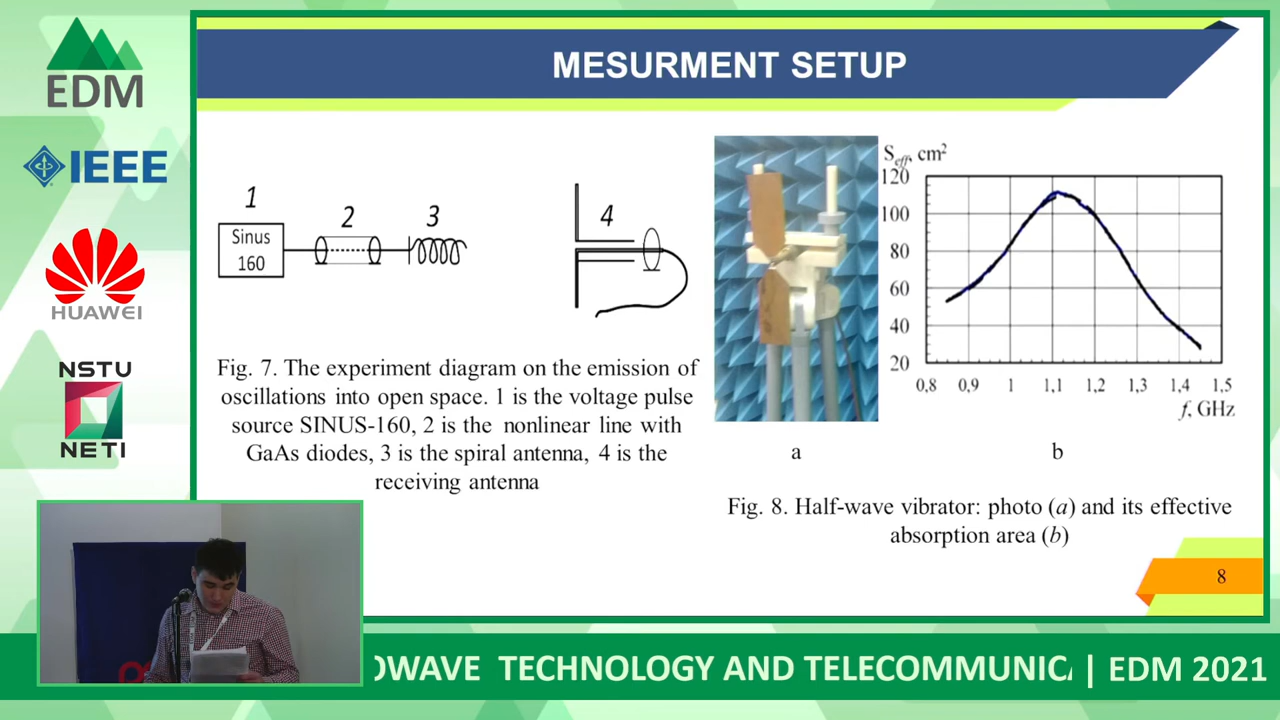 EDM
IEEE
HUAWEI
NSTU
NETI
MESURMENT SETUP
1
2
3
4
Sinus
160
Fig. 7. The experiment diagram on the emission of
oscillations into open space. 1 is the voltage pulse
source SINUS-160, 2 is the nonlinear line with
GaAs diodes, 3 is the spiral antenna, 4 is the
receiving antenna
Seff, cm²
120
100
80
60
40
20
0,8 0,9 1 1,1 1,2 1,3 1,4 1,5
f, GHz
a
b
Fig. 8. Half-wave vibrator: photo (a) and its effective
absorption area (b)
8
OWAVE TECHNOLOGY AND TELECOMMUNICA | EDM 2021